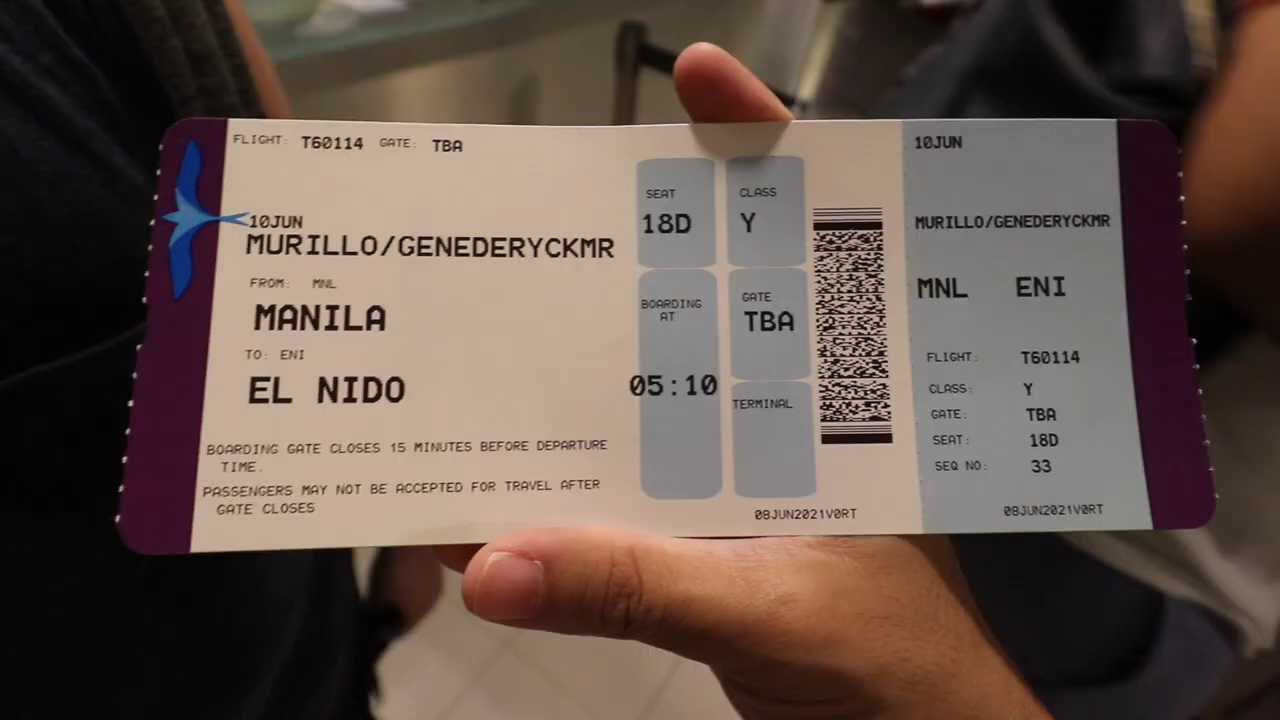 FLIGHT: T60114 GATE: TBA
10JUN
MURILLO/GENEDERYCKMR
FROM: MNL
MANILA
TO: ENI
EL NIDO
BOARDING GATE CLOSES 15 MINUTES BEFORE DEPARTURE
TIME.
PASSENGERS MAY NOT BE ACCEPTED FOR TRAVEL AFTER
GATE CLOSES
SEAT
18D
CLASS
Y
BOARDING
AT
05:10
GATE
TBA
TERMINAL
08JUN2021V0RT
10JUN
MURILLO/GENEDERYCKMR
MNL ENI
FLIGHT: T60114
CLASS: Y
GATE: TBA
SEAT: 18D
SEQ NO: 33
08JUN2021V0RT